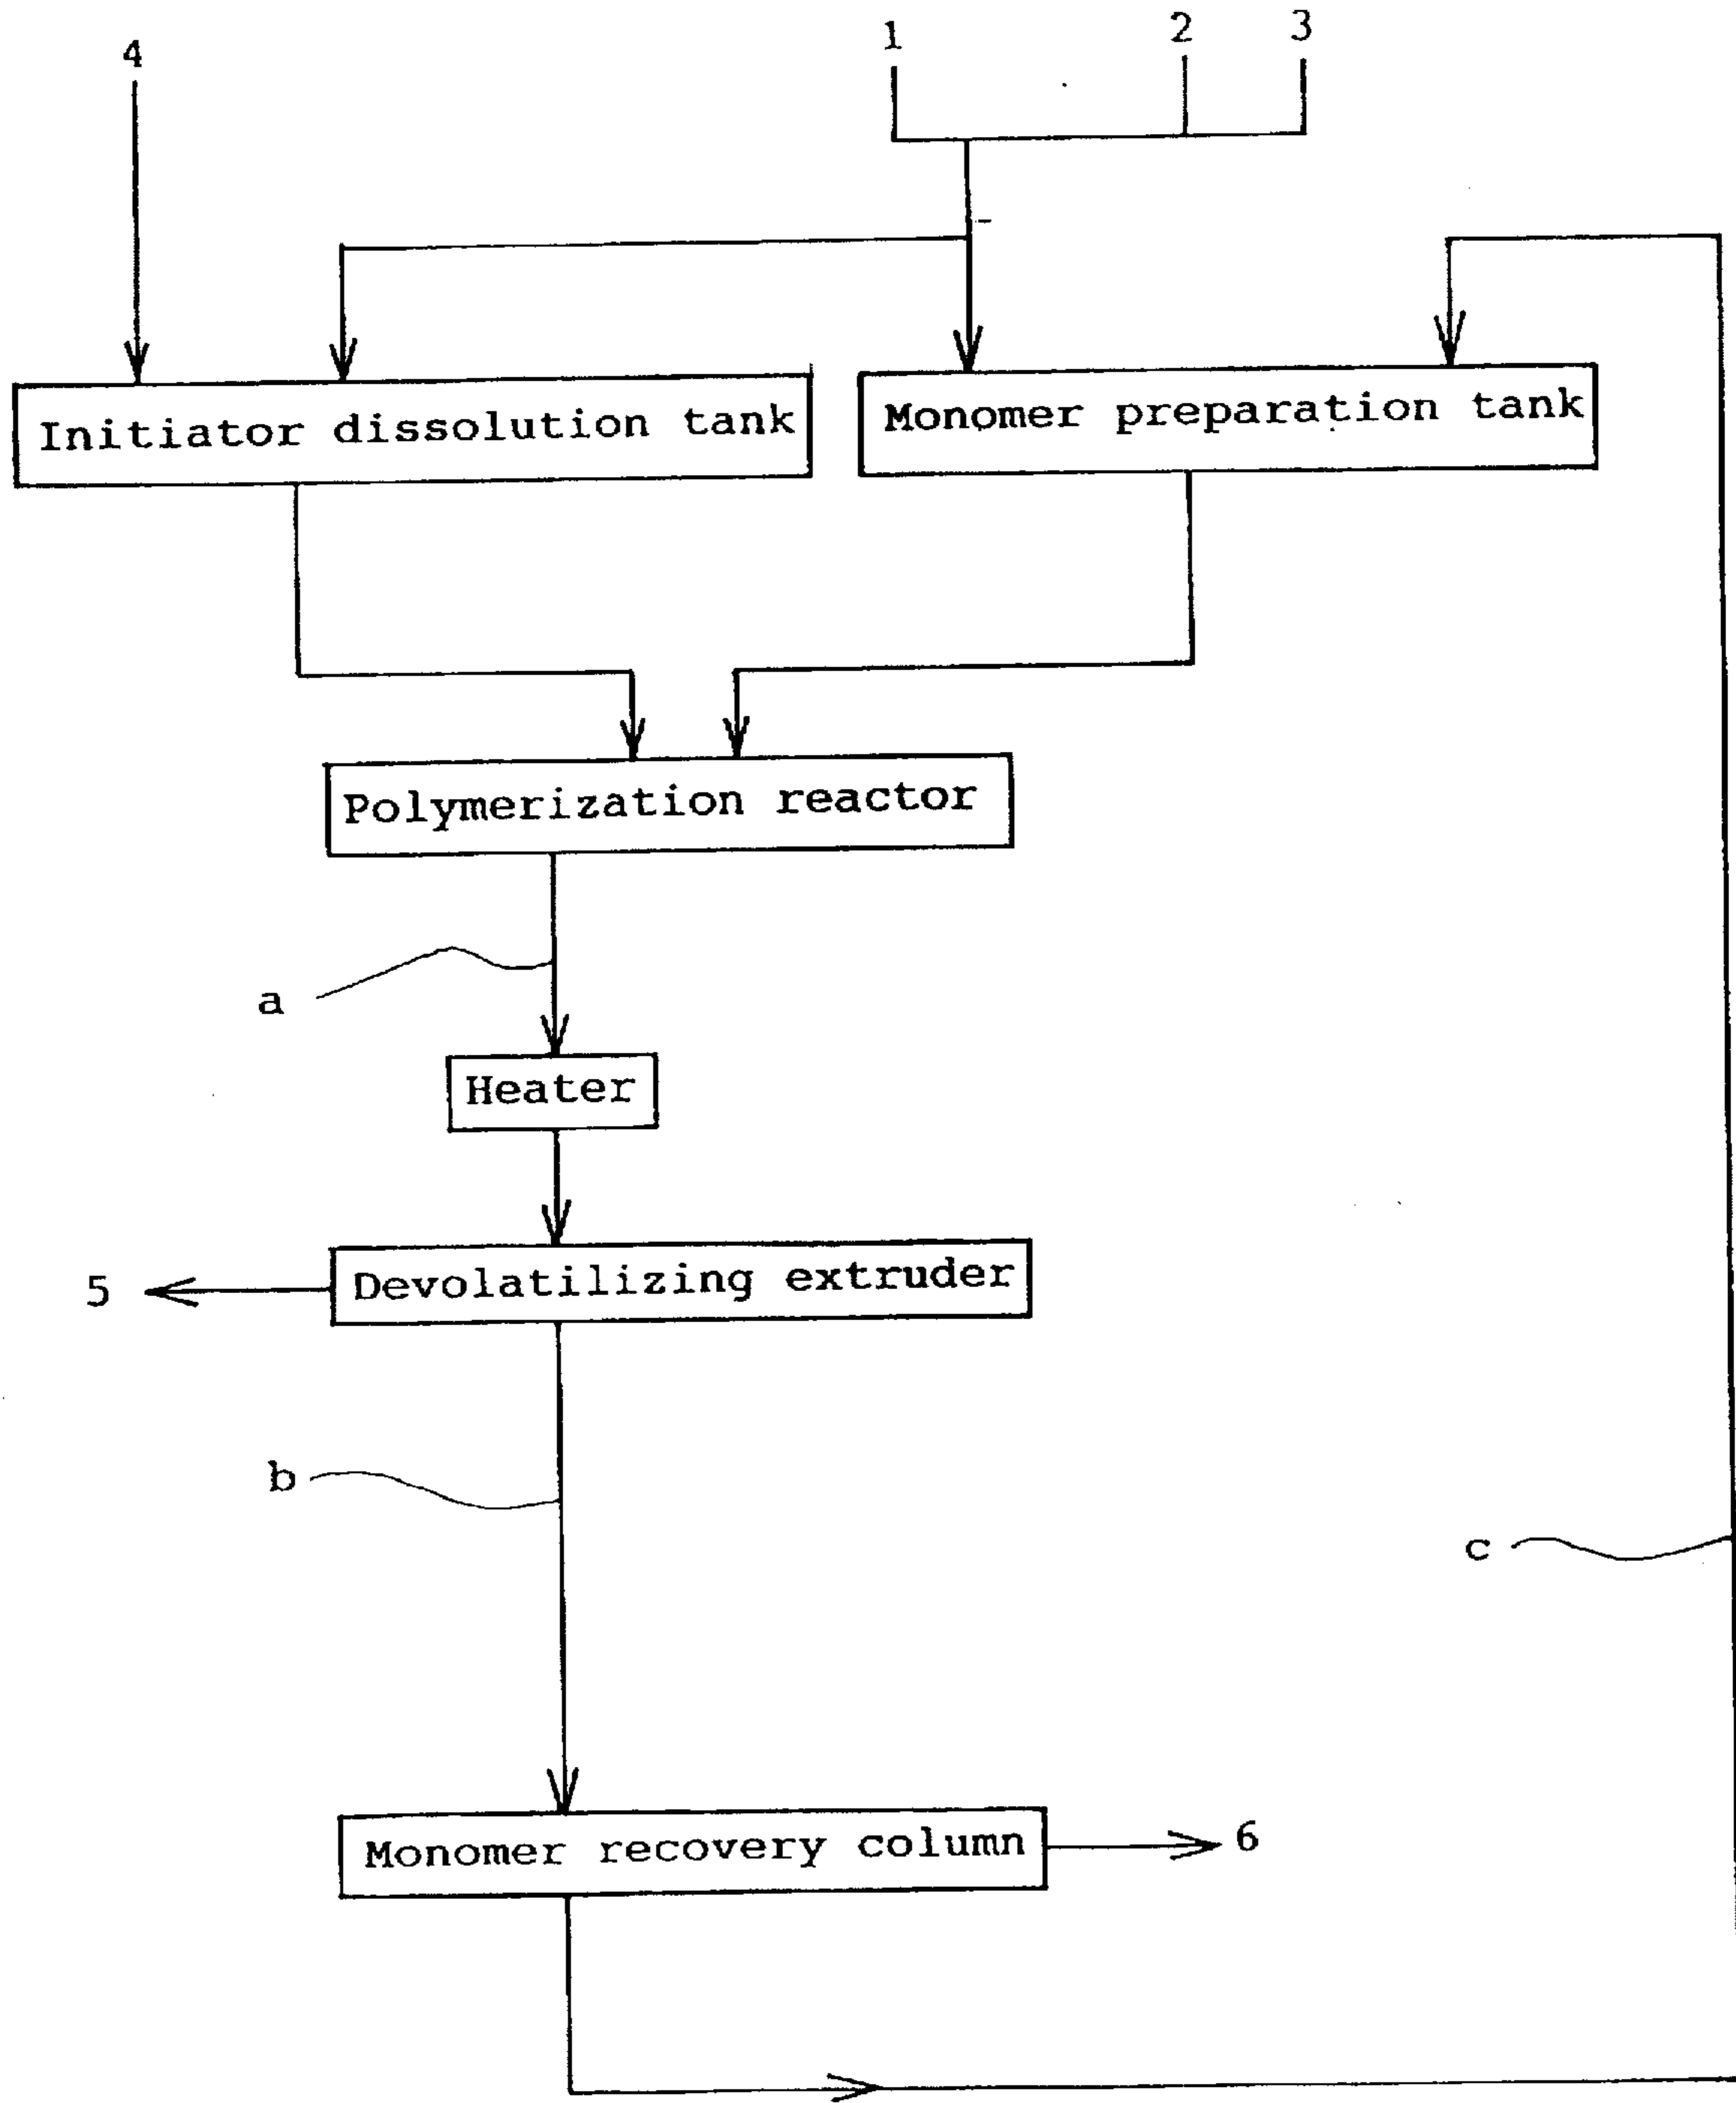 4
1
2
3
Initiator dissolution tank
Monomer preparation tank
Polymerization reactor
a
Heater
5
Devolatilizing extruder
b
c
Monomer recovery column
6